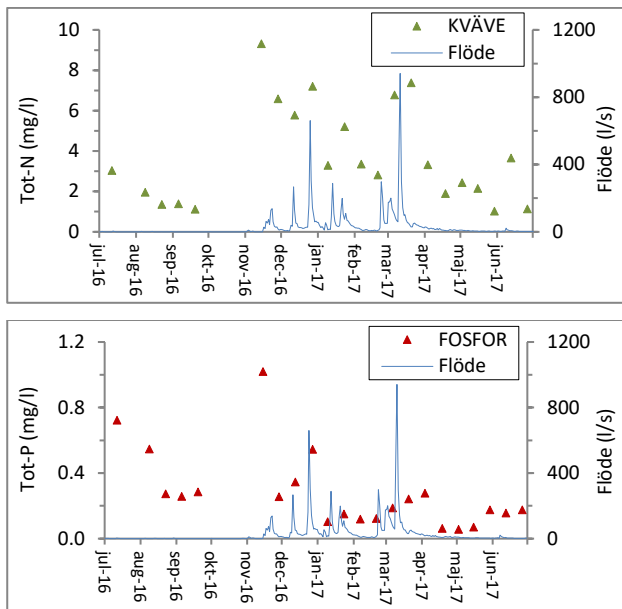 KVÄVE
Flöde
Tot-N (mg/l)
10
8
6
4
2
0
1200
800
400
0
Flöde (l/s)
jul-16
aug-16
sep-16
okt-16
nov-16
dec-16
jan-17
feb-17
mar-17
apr-17
maj-17
jun-17
FOSFOR
Flöde
Tot-P (mg/l)
1.2
0.8
0.4
0.0
1200
800
400
0
Flöde (l/s)
jul-16
aug-16
sep-16
okt-16
nov-16
dec-16
jan-17
feb-17
mar-17
apr-17
maj-17
jun-17